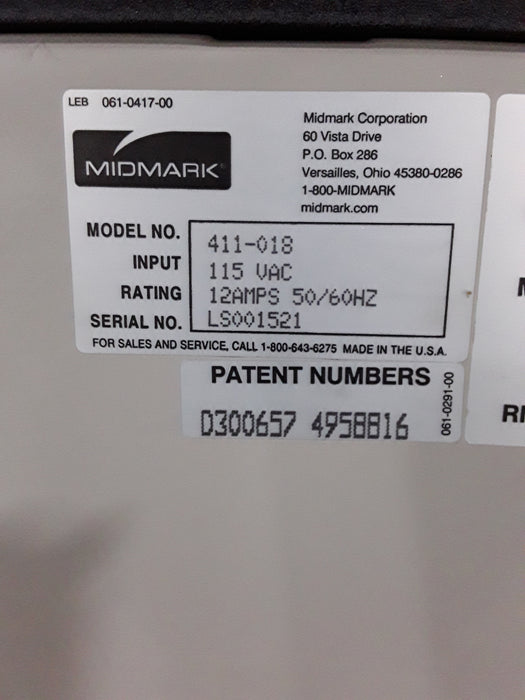 LEB 061-0417-00
MIDMARK
Midmark Corporation
60 Vista Drive
P.O. Box 286
Versailles, Ohio 45380-0286
1-800-MIDMARK
midmark.com
MODEL NO. 411-018
INPUT 115 VAC
RATING 12AMPS 50/60HZ
SERIAL NO. LS001521
FOR SALES AND SERVICE, CALL 1-800-643-6275 MADE IN THE U.S.A.
PATENT NUMBERS
D300657 4958816
061-0291-00